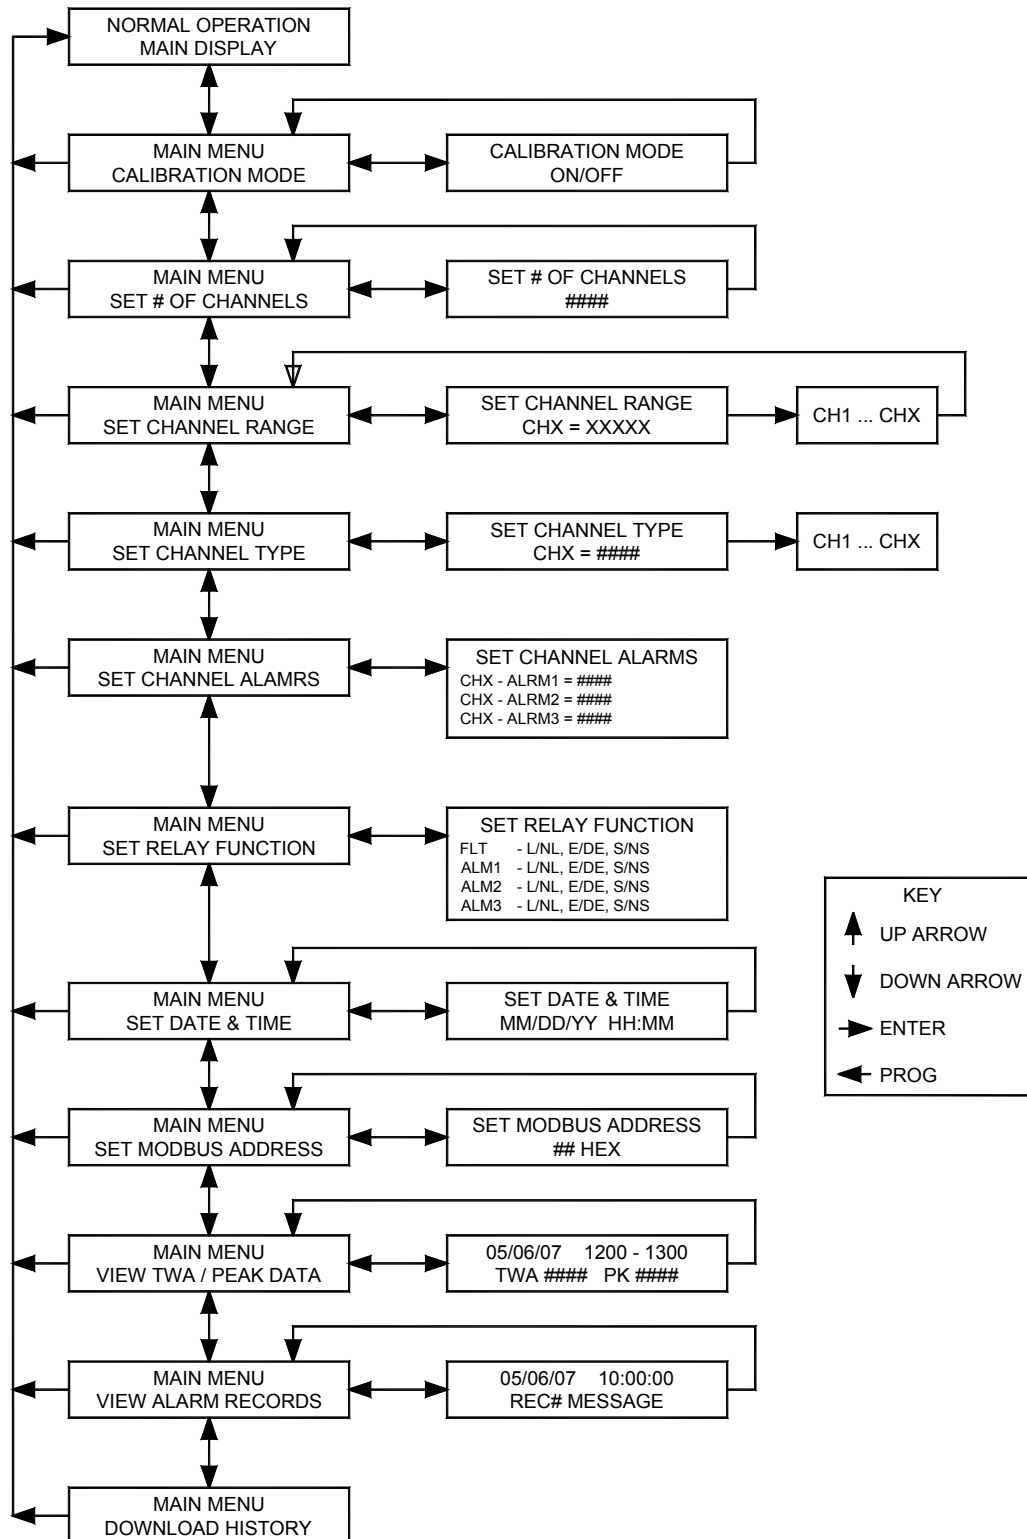 NORMAL OPERATION
MAIN DISPLAY
MAIN MENU
CALIBRATION MODE
CALIBRATION MODE
ON/OFF
MAIN MENU
SET # OF CHANNELS
SET # OF CHANNELS
####
MAIN MENU
SET CHANNEL RANGE
SET CHANNEL RANGE
CHX = XXXXX
CH1 ... CHX
MAIN MENU
SET CHANNEL TYPE
SET CHANNEL TYPE
CHX = ####
CH1 ... CHX
MAIN MENU
SET CHANNEL ALAMRS
SET CHANNEL ALARMS
CHX - ALRM1 = ####
CHX - ALRM2 = ####
CHX - ALRM3 = ####
MAIN MENU
SET RELAY FUNCTION
SET RELAY FUNCTION
FLT - L/NL, E/DE, S/NS
ALM1 - L/NL, E/DE, S/NS
ALM2 - L/NL, E/DE, S/NS
ALM3 - L/NL, E/DE, S/NS
KEY
UP ARROW
DOWN ARROW
ENTER
PROG
MAIN MENU
SET DATE & TIME
SET DATE & TIME
MM/DD/YY HH:MM
MAIN MENU
SET MODBUS ADDRESS
SET MODBUS ADDRESS
## HEX
MAIN MENU
VIEW TWA / PEAK DATA
05/06/07 1200 - 1300
TWA #### PK ####
MAIN MENU
VIEW ALARM RECORDS
05/06/07 10:00:00
REC# MESSAGE
MAIN MENU
DOWNLOAD HISTORY